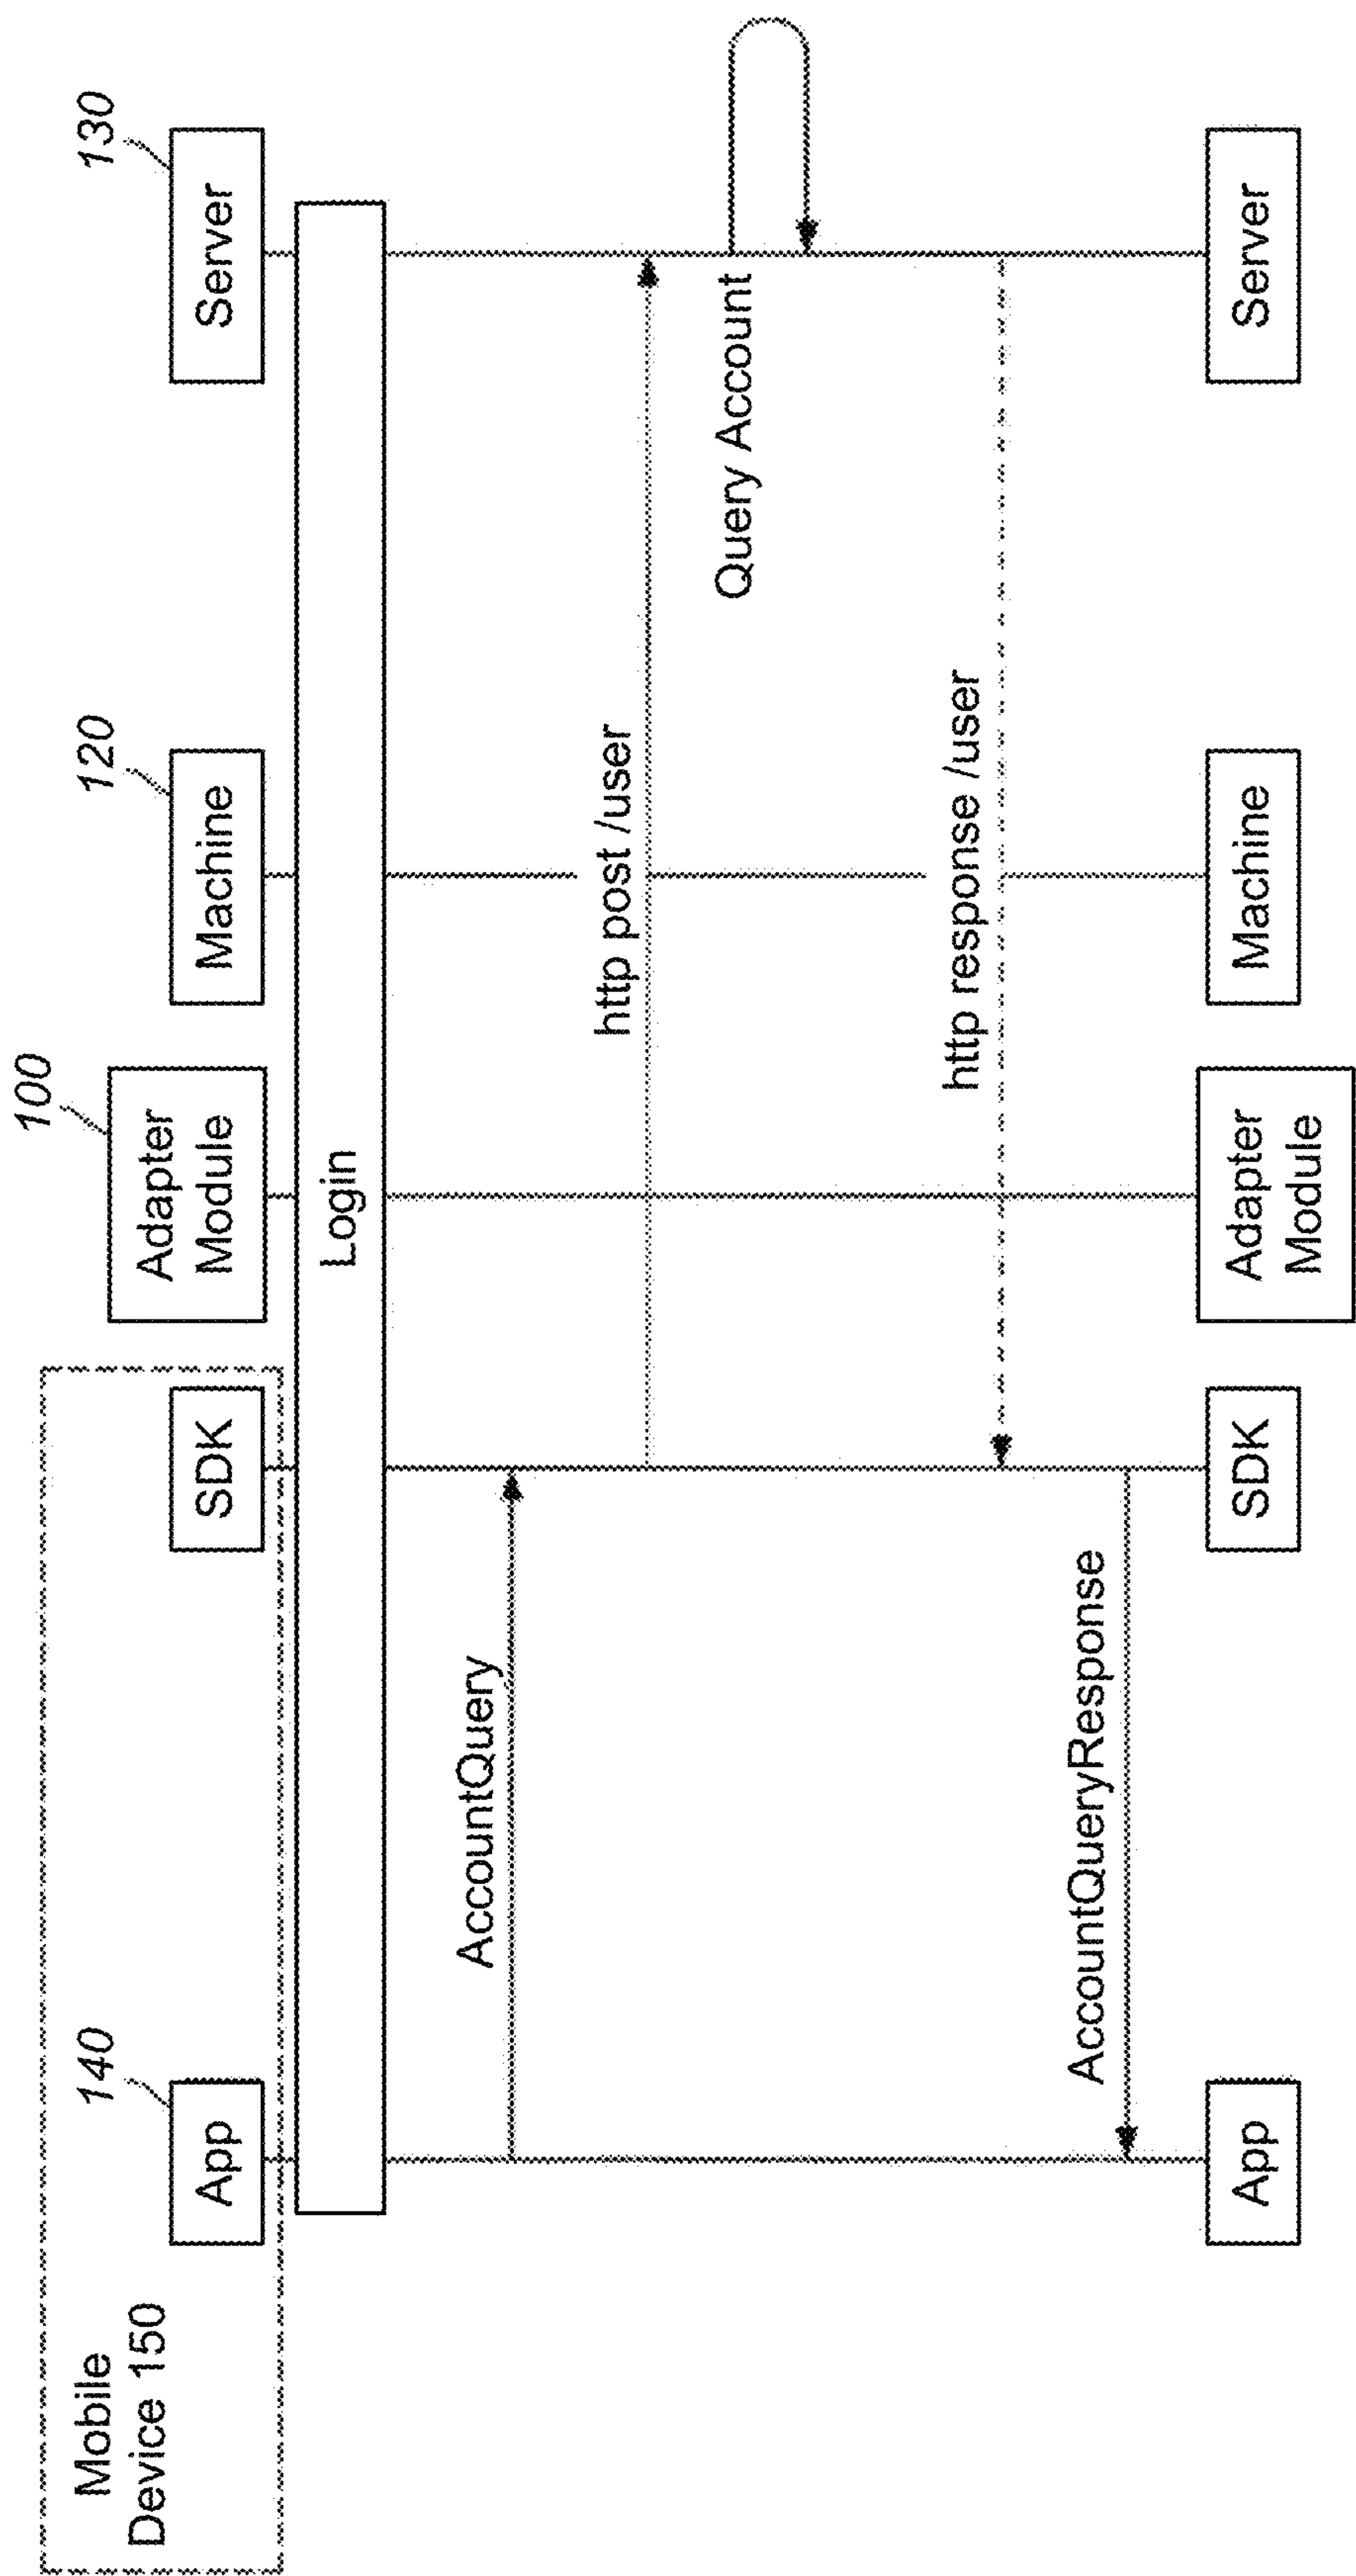 Mobile
Device 150
140
App
SDK
100
Adapter
Module
120
Machine
130
Server
Login
AccountQuery
http post /user
Query Account
http response /user
AccountQueryResponse
App
SDK
Adapter
Module
Machine
Server